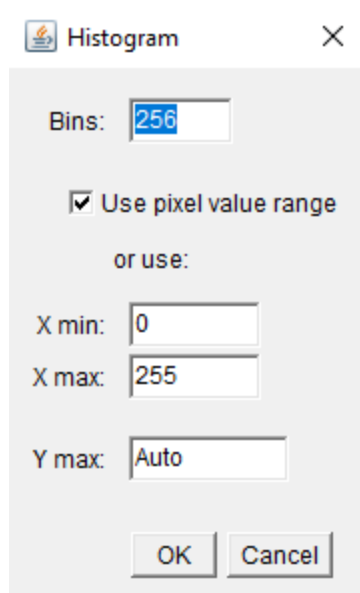 Histogram
Bins: 256
Use pixel value range
or use:
X min: 0
X max: 255
Y max: Auto
OK Cancel